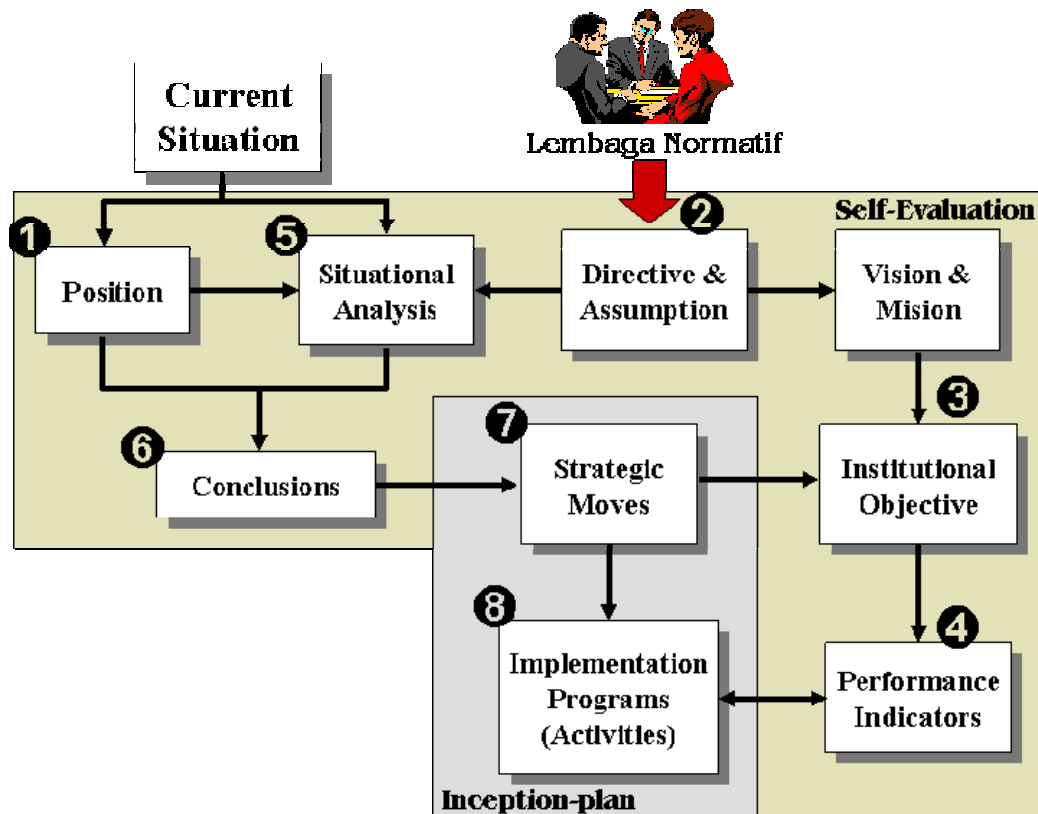 Current
Situation
Lembaga Normatif
Self-Evaluation
1
Position
5
Situational
Analysis
2
Directive &
Assumption
Vision &
Mision
6
Conclusions
7
Strategic
Moves
3
Institutional
Objective
8
Implementation
Programs
(Activities)
4
Performance
Indicators
Inception-plan